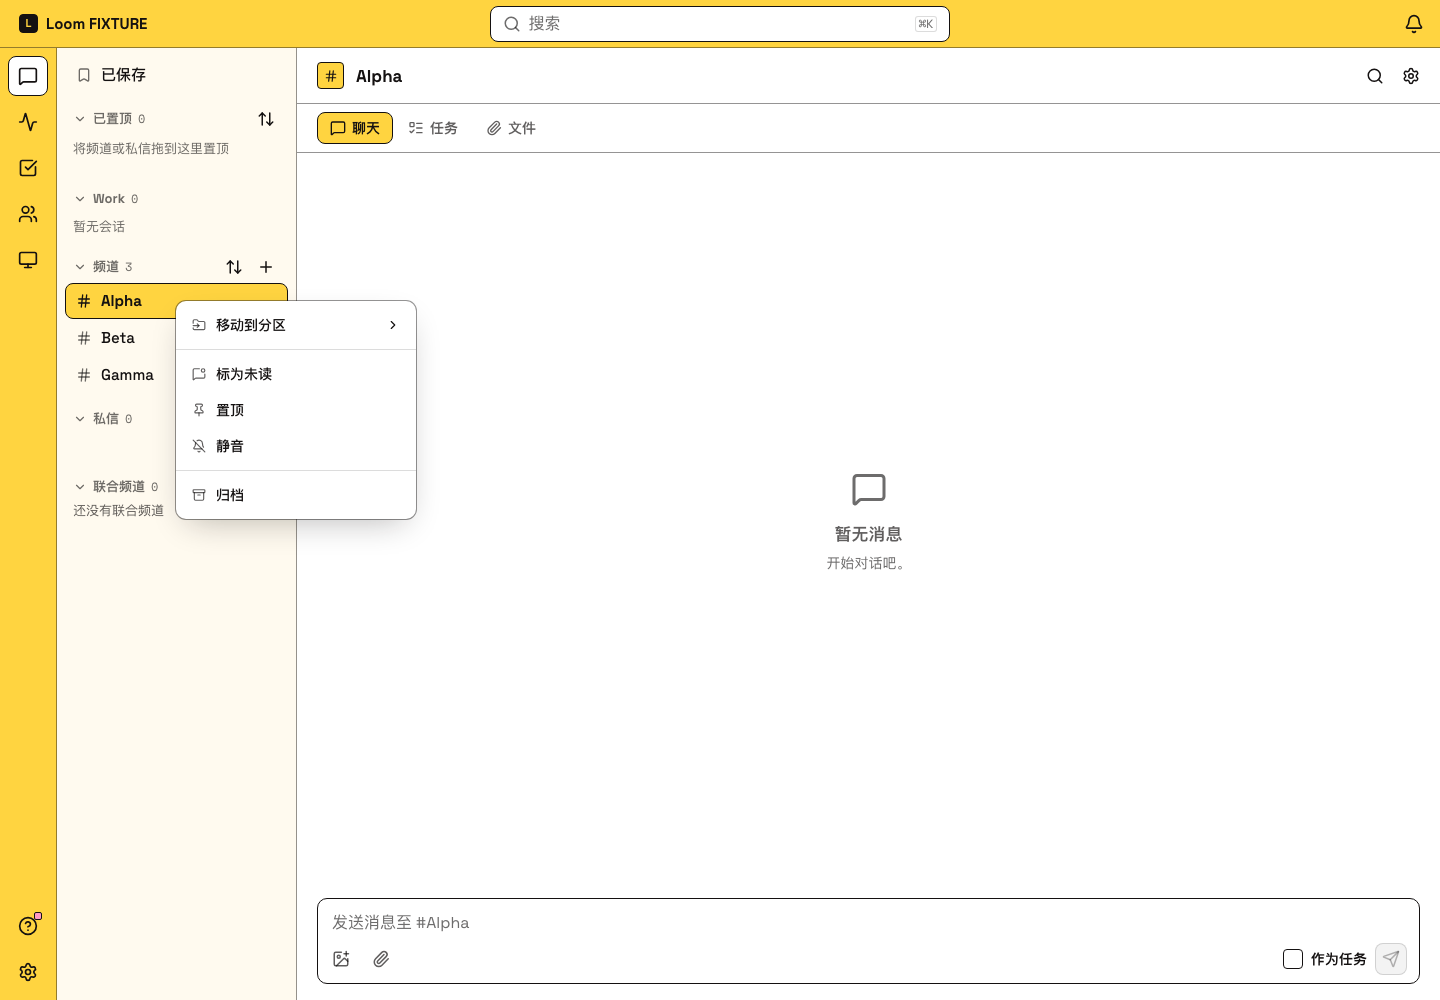 L Loom FIXTURE
搜索 ⌘K
已保存
已置顶 0
将频道或私信拖到这里置顶
Work 0
暂无会话
频道 3
# Alpha
# Beta
# Gamma
私信 0
联合频道 0
还没有联合频道
移动到分区
标为未读
置顶
静音
归档
# Alpha
聊天 任务 文件
暂无消息
开始对话吧。
发送消息至 #Alpha
作为任务